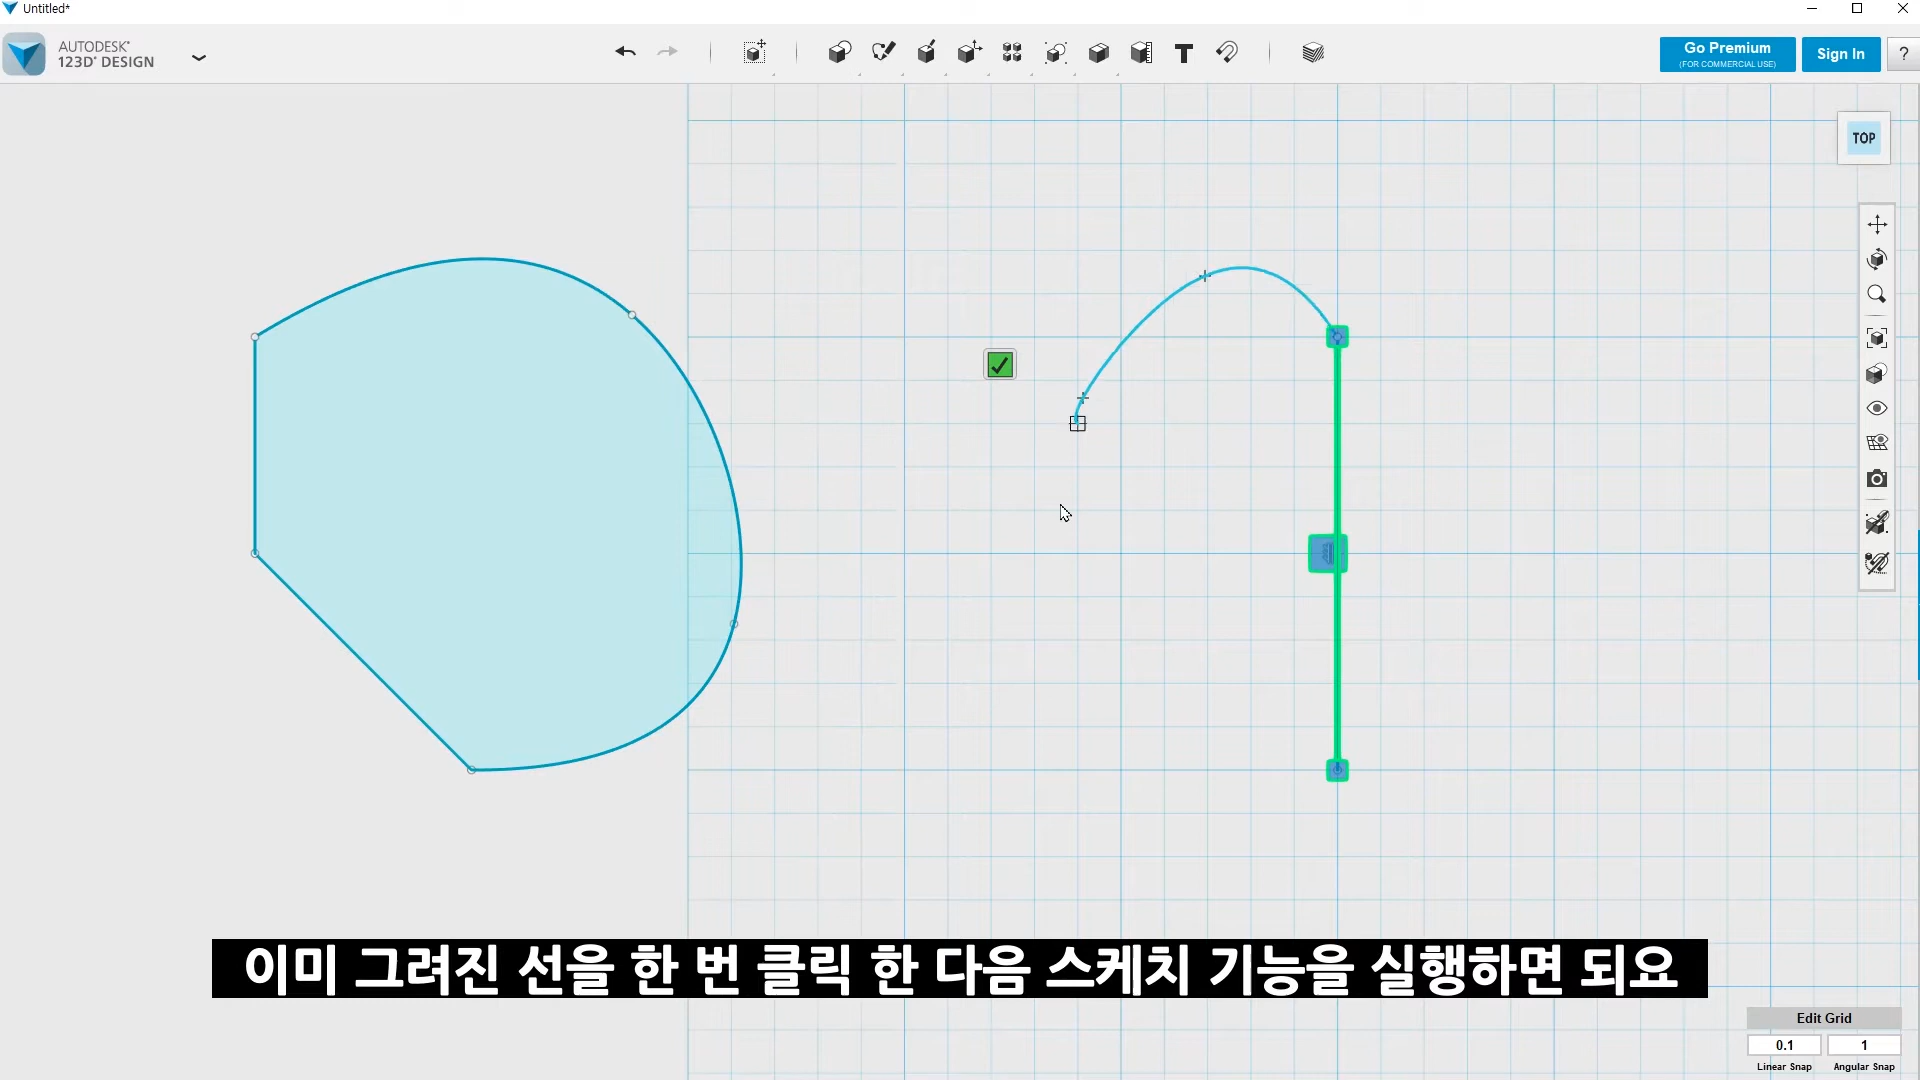 Untitled*
AUTODESK®
123D® DESIGN
Go Premium
(FOR COMMERCIAL USE)
Sign In
?
TOP
이미 그려진 선을 한 번 클릭 한 다음 스케치 기능을 실행하면 되요
Edit Grid
0.1
1
Linear Snap
Angular Snap